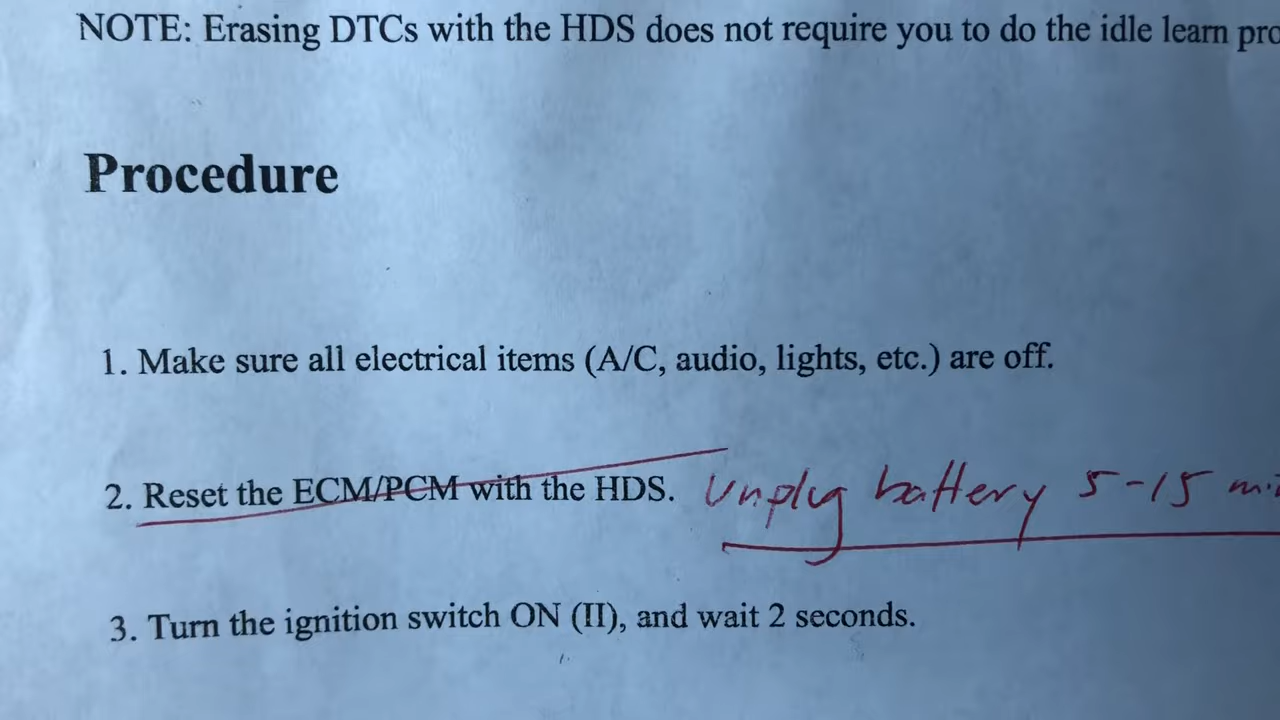 NOTE: Erasing DTCs with the HDS does not require you to do the idle learn
Procedure
1. Make sure all electrical items (A/C, audio, lights, etc.) are off.
2. Reset the ECM/PCM with the HDS. Unplug battery 5-15
3. Turn the ignition switch ON (II), and wait 2 seconds.